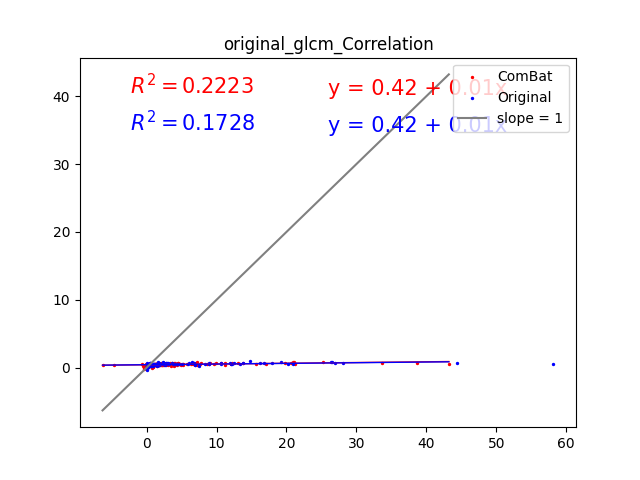 original_glcm_Correlation
R² = 0.2223 y = 0.42 + 0.01x
R² = 0.1728 y = 0.42 + 0.01x
ComBat
Original
slope = 1
40
30
20
10
0
0 10 20 30 40 50 60